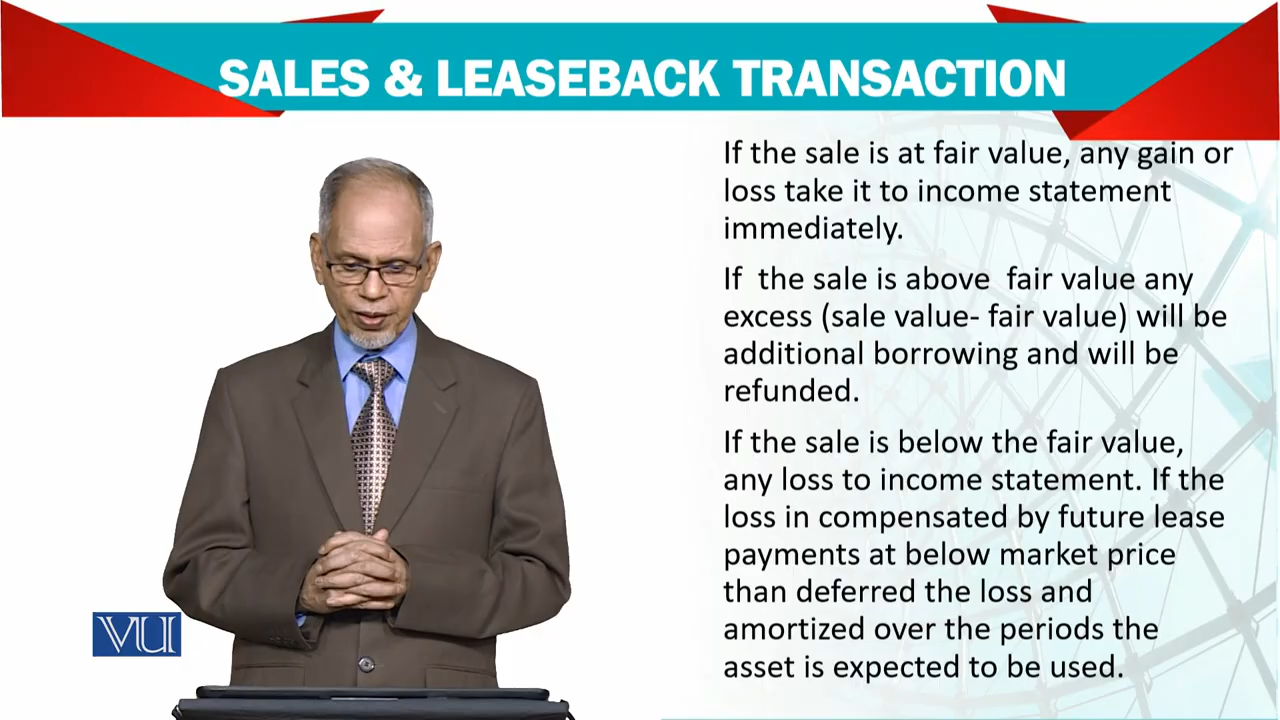 SALES & LEASEBACK TRANSACTION
If the sale is at fair value, any gain or
loss take it to income statement
immediately.
If the sale is above fair value any
excess (sale value- fair value) will be
additional borrowing and will be
refunded.
If the sale is below the fair value,
any loss to income statement. If the
loss in compensated by future lease
payments at below market price
than deferred the loss and
amortized over the periods the
asset is expected to be used.
VU